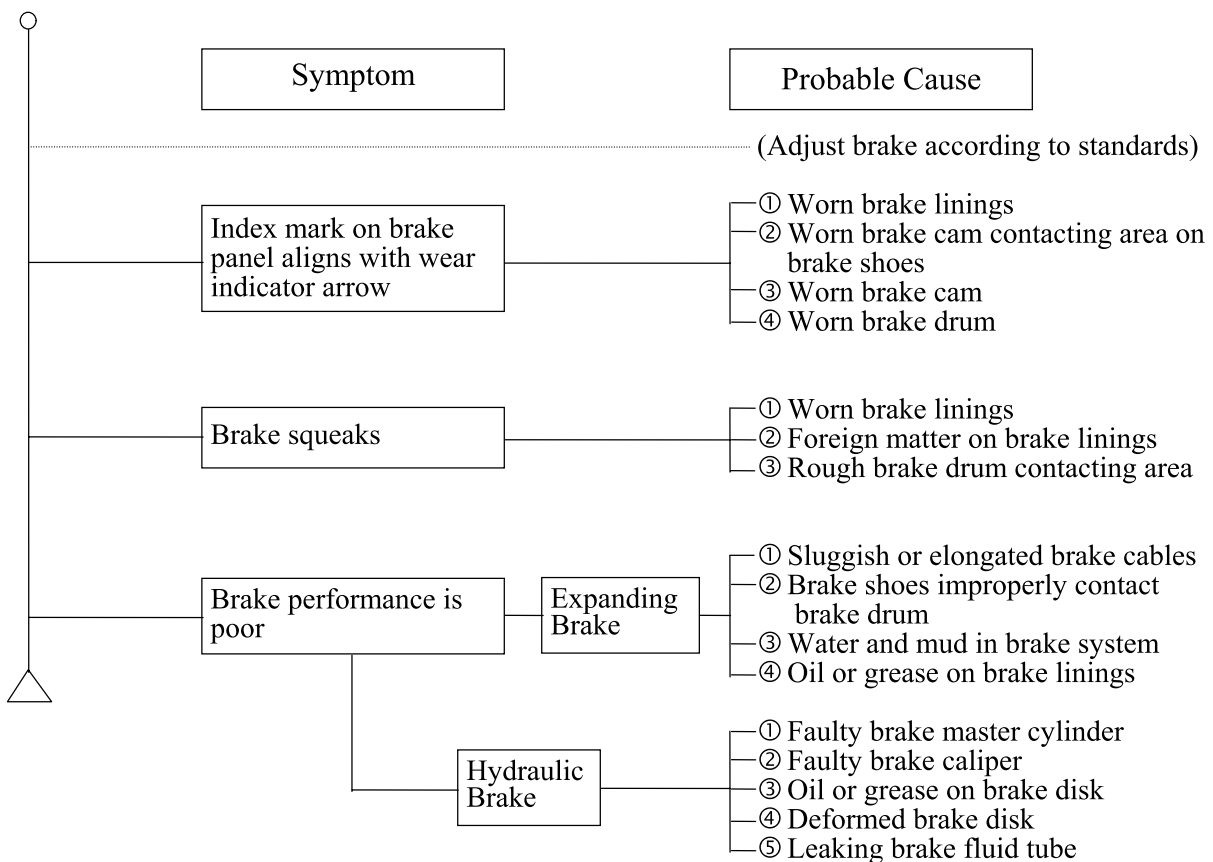 Symptom
Probable Cause
(Adjust brake according to standards)
Index mark on brake
panel aligns with wear
indicator arrow
① Worn brake linings
② Worn brake cam contacting area on
brake shoes
③ Worn brake cam
④ Worn brake drum
Brake squeaks
① Worn brake linings
② Foreign matter on brake linings
③ Rough brake drum contacting area
Brake performance is
poor
Expanding
Brake
① Sluggish or elongated brake cables
② Brake shoes improperly contact
brake drum
③ Water and mud in brake system
④ Oil or grease on brake linings
Hydraulic
Brake
① Faulty brake master cylinder
② Faulty brake caliper
③ Oil or grease on brake disk
④ Deformed brake disk
⑤ Leaking brake fluid tube